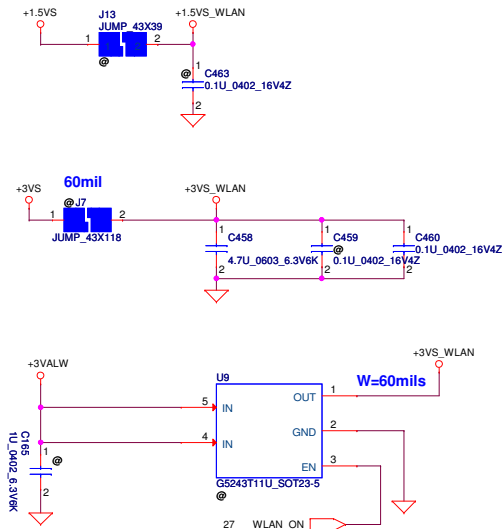 +1.5VS
J13
JUMP_43X39
1
2
@
+1.5VS_WLAN
1
@
C463
0.1U_0402_16V4Z
2
60mil
+3VS
@J7
1
2
JUMP_43X118
+3VS_WLAN
1
C458
4.7U_0603_6.3V6K
2
1
C459
@
0.1U_0402_16V4Z
2
1
C460
0.1U_0402_16V4Z
2
+3VALW
1
C165
1U_0402_6.3V6K
@
2
U9
5
IN
4
IN
OUT
1
GND
2
EN
3
G5243T11U_SOT23-5
@
W=60mils
+3VS_WLAN
27
WLAN_ON